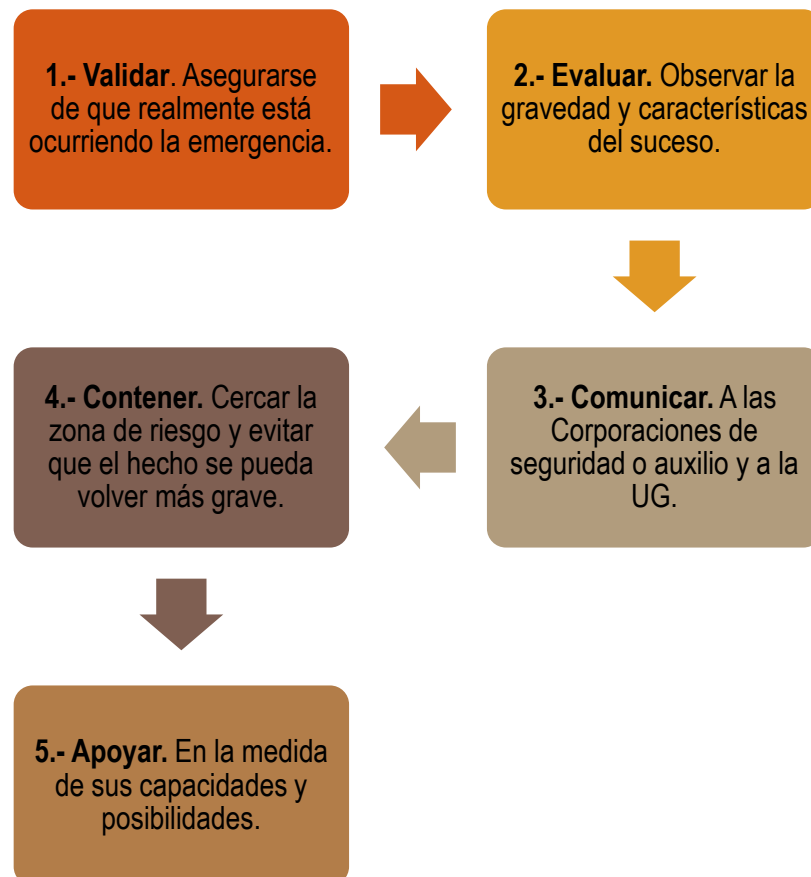 1.- Validar. Asegurarse
de que realmente está
ocurriendo la emergencia.
2.- Evaluar. Observar la
gravedad y características
del suceso.
3.- Comunicar. A las
Corporaciones de
seguridad o auxilio y a la
UG.
4.- Contener. Cercar la
zona de riesgo y evitar
que el hecho se pueda
volver más grave.
5.- Apoyar. En la medida
de sus capacidades y
posibilidades.